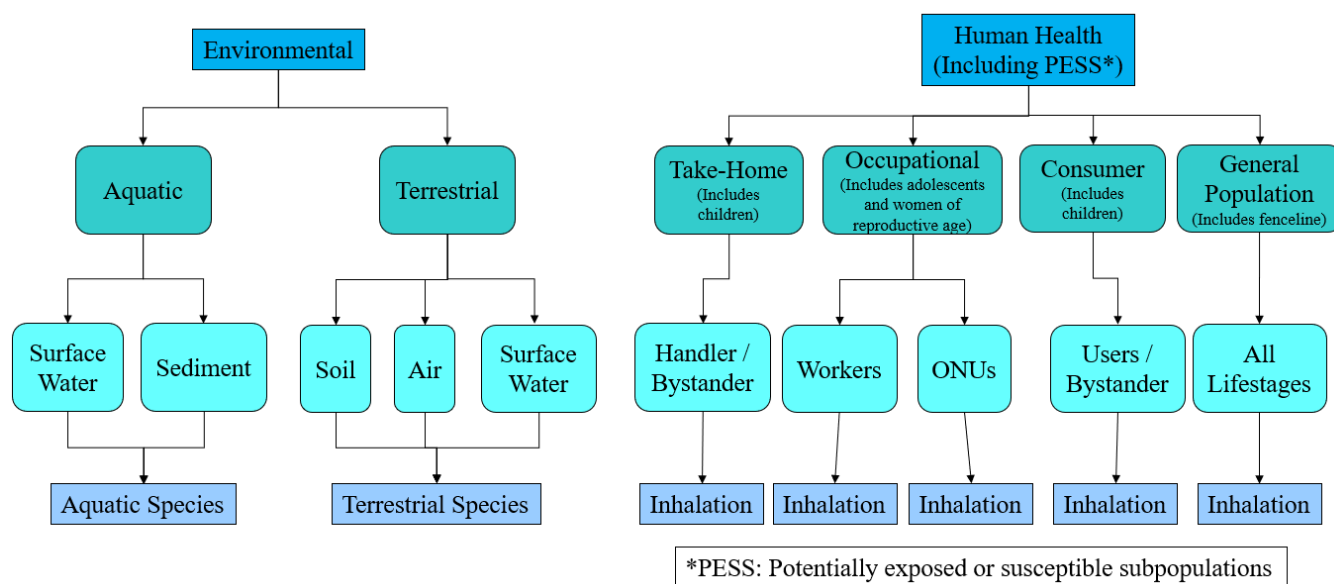 Environmental
Human Health
(Including PESS*)
Aquatic
Terrestrial
Take-Home
(Includes
children)
Occupational
(Includes adolescents
and women of
reproductive age)
Consumer
(Includes
children)
General
Population
(Includes fenceline)
Surface
Water
Sediment
Soil
Air
Surface
Water
Handler /
Bystander
Workers
ONUs
Users /
Bystander
All
Lifestages
Aquatic Species
Terrestrial Species
Inhalation
Inhalation
Inhalation
Inhalation
Inhalation
*PESS: Potentially exposed or susceptible subpopulations